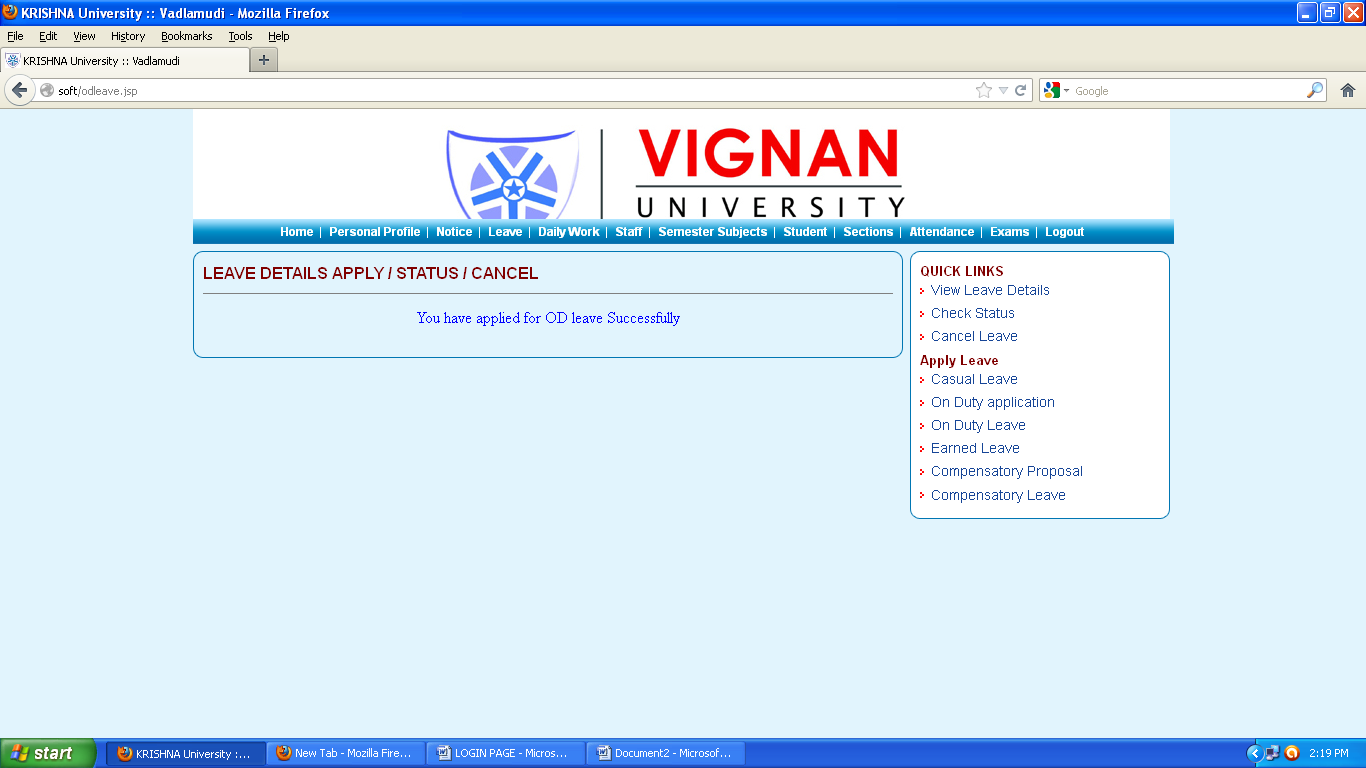 KRISHNA University :: Vadlamudi - Mozilla Firefox
File Edit View History Bookmarks Tools Help
KRISHNA University :: Vadlamudi
soft/odleave.jsp
Google
VIGNAN
UNIVERSITY
Home | Personal Profile | Notice | Leave | Daily Work | Staff | Semester Subjects | Student | Sections | Attendance | Exams | Logout
LEAVE DETAILS APPLY / STATUS / CANCEL
You have applied for OD leave Successfully
QUICK LINKS
View Leave Details
Check Status
Cancel Leave
Apply Leave
Casual Leave
On Duty application
On Duty Leave
Earned Leave
Compensatory Proposal
Compensatory Leave
start
KRISHNA University :...
New Tab - Mozilla Fire...
LOGIN PAGE - Micros...
Document2 - Microsof...
2:19 PM